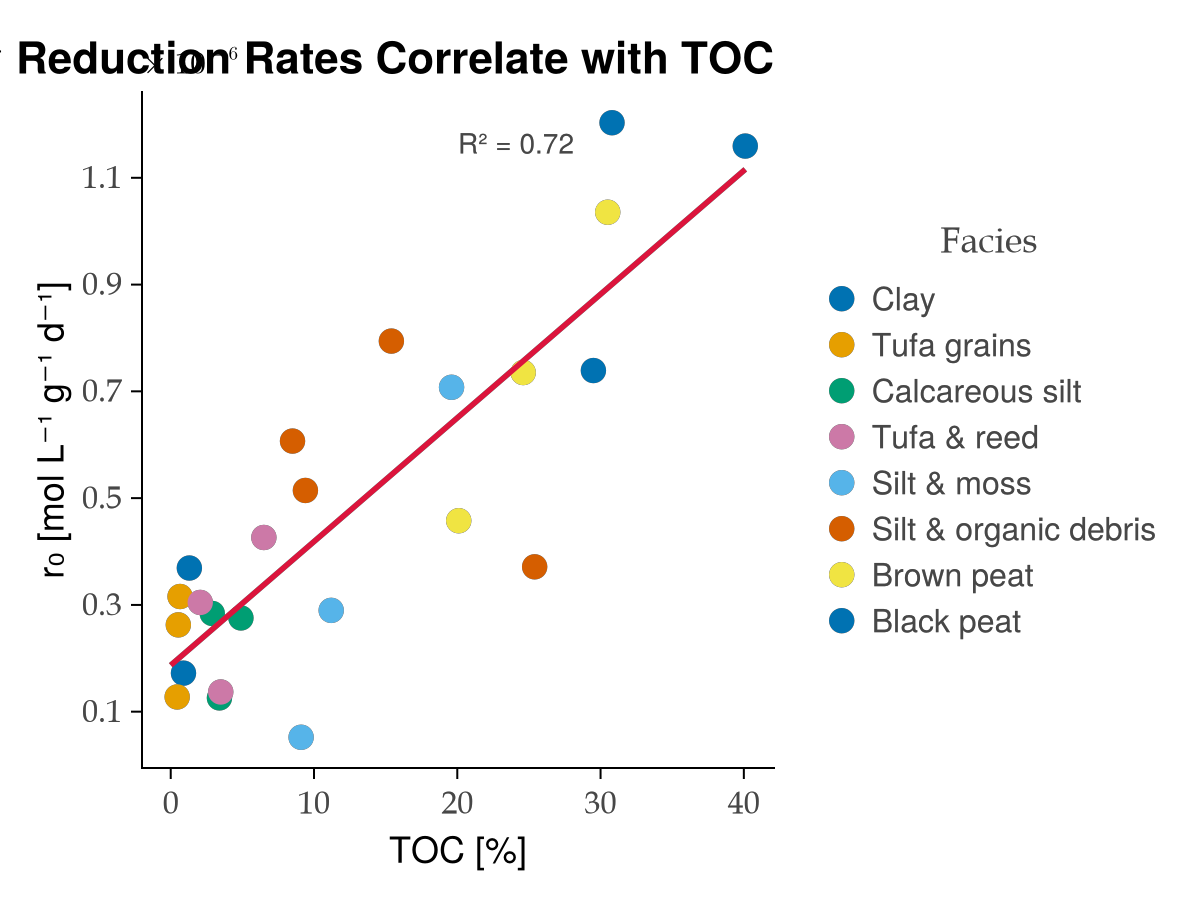 Reduction Rates Correlate with TOC
R² = 0.72
1.1
0.9
0.7
0.5
0.3
0.1
r₀ [mol L⁻¹ g⁻¹ d⁻¹]
0 10 20 30 40
TOC [%]
Facies
Clay
Tufa grains
Calcareous silt
Tufa & reed
Silt & moss
Silt & organic debris
Brown peat
Black peat